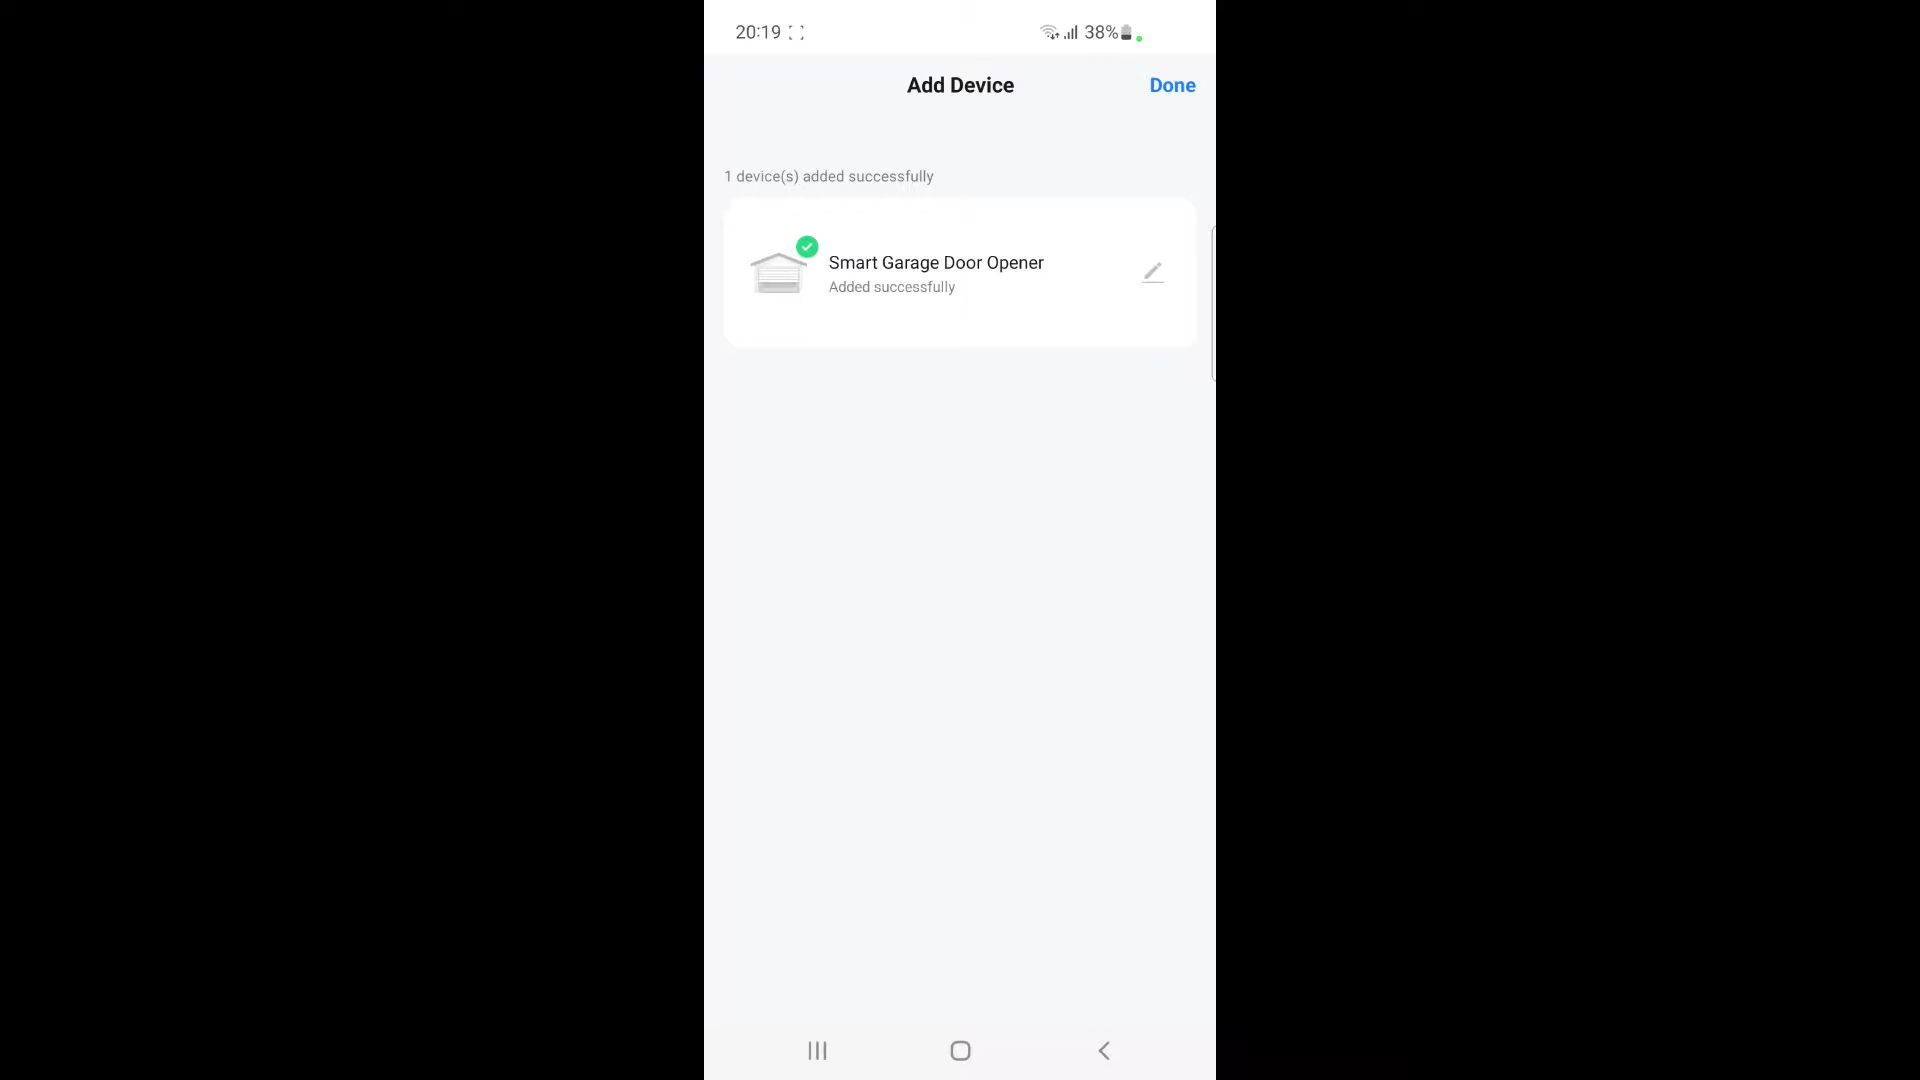 20:19 38%
Add Device Done
1 device(s) added successfully
Smart Garage Door Opener
Added successfully